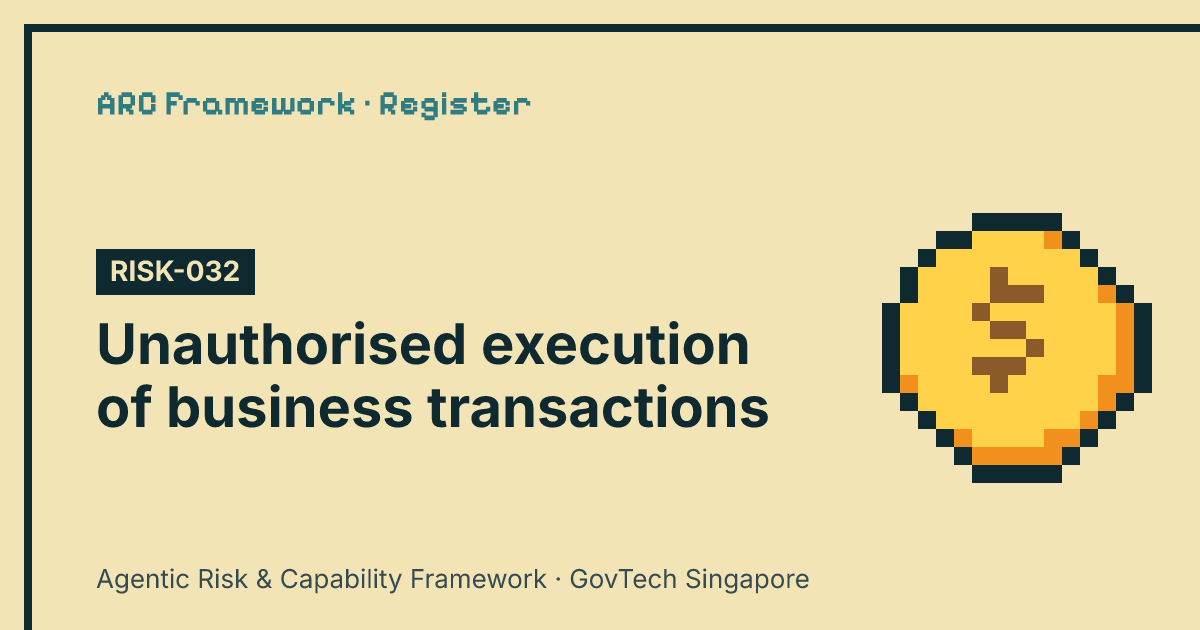 ARC Framework · Register
RISK-032
Unauthorised execution
of business transactions
Agentic Risk & Capability Framework · GovTech Singapore